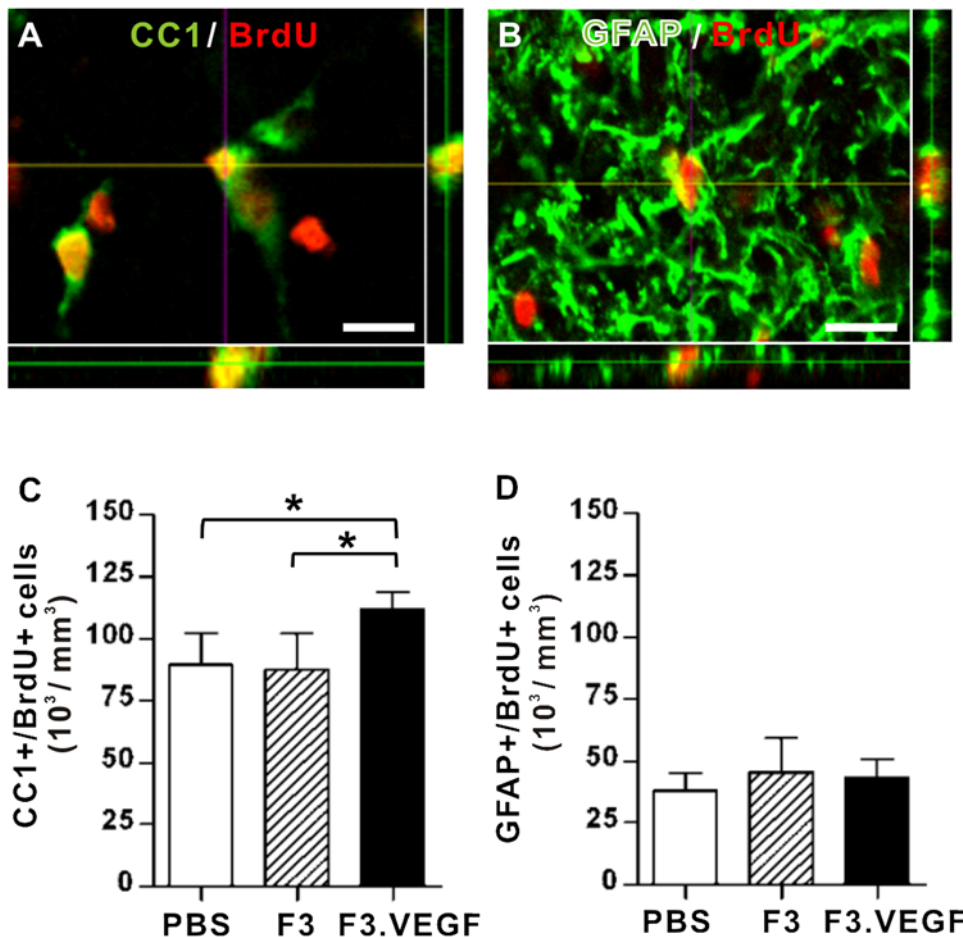 A CC1/ BrdU
B GFAP / BrdU
C
CC1+/BrdU+ cells
(10³/ mm³)
150
125
100
75
50
25
0
*
*
PBS F3 F3.VEGF
D
GFAP+/BrdU+ cells
(10³/ mm³)
150
125
100
75
50
25
0
PBS F3 F3.VEGF